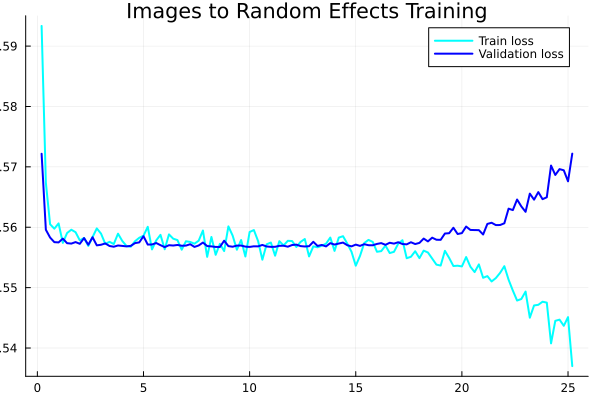 Images to Random Effects Training
Train loss
Validation loss
.59
.58
.57
.56
.55
.54
0 5 10 15 20 25